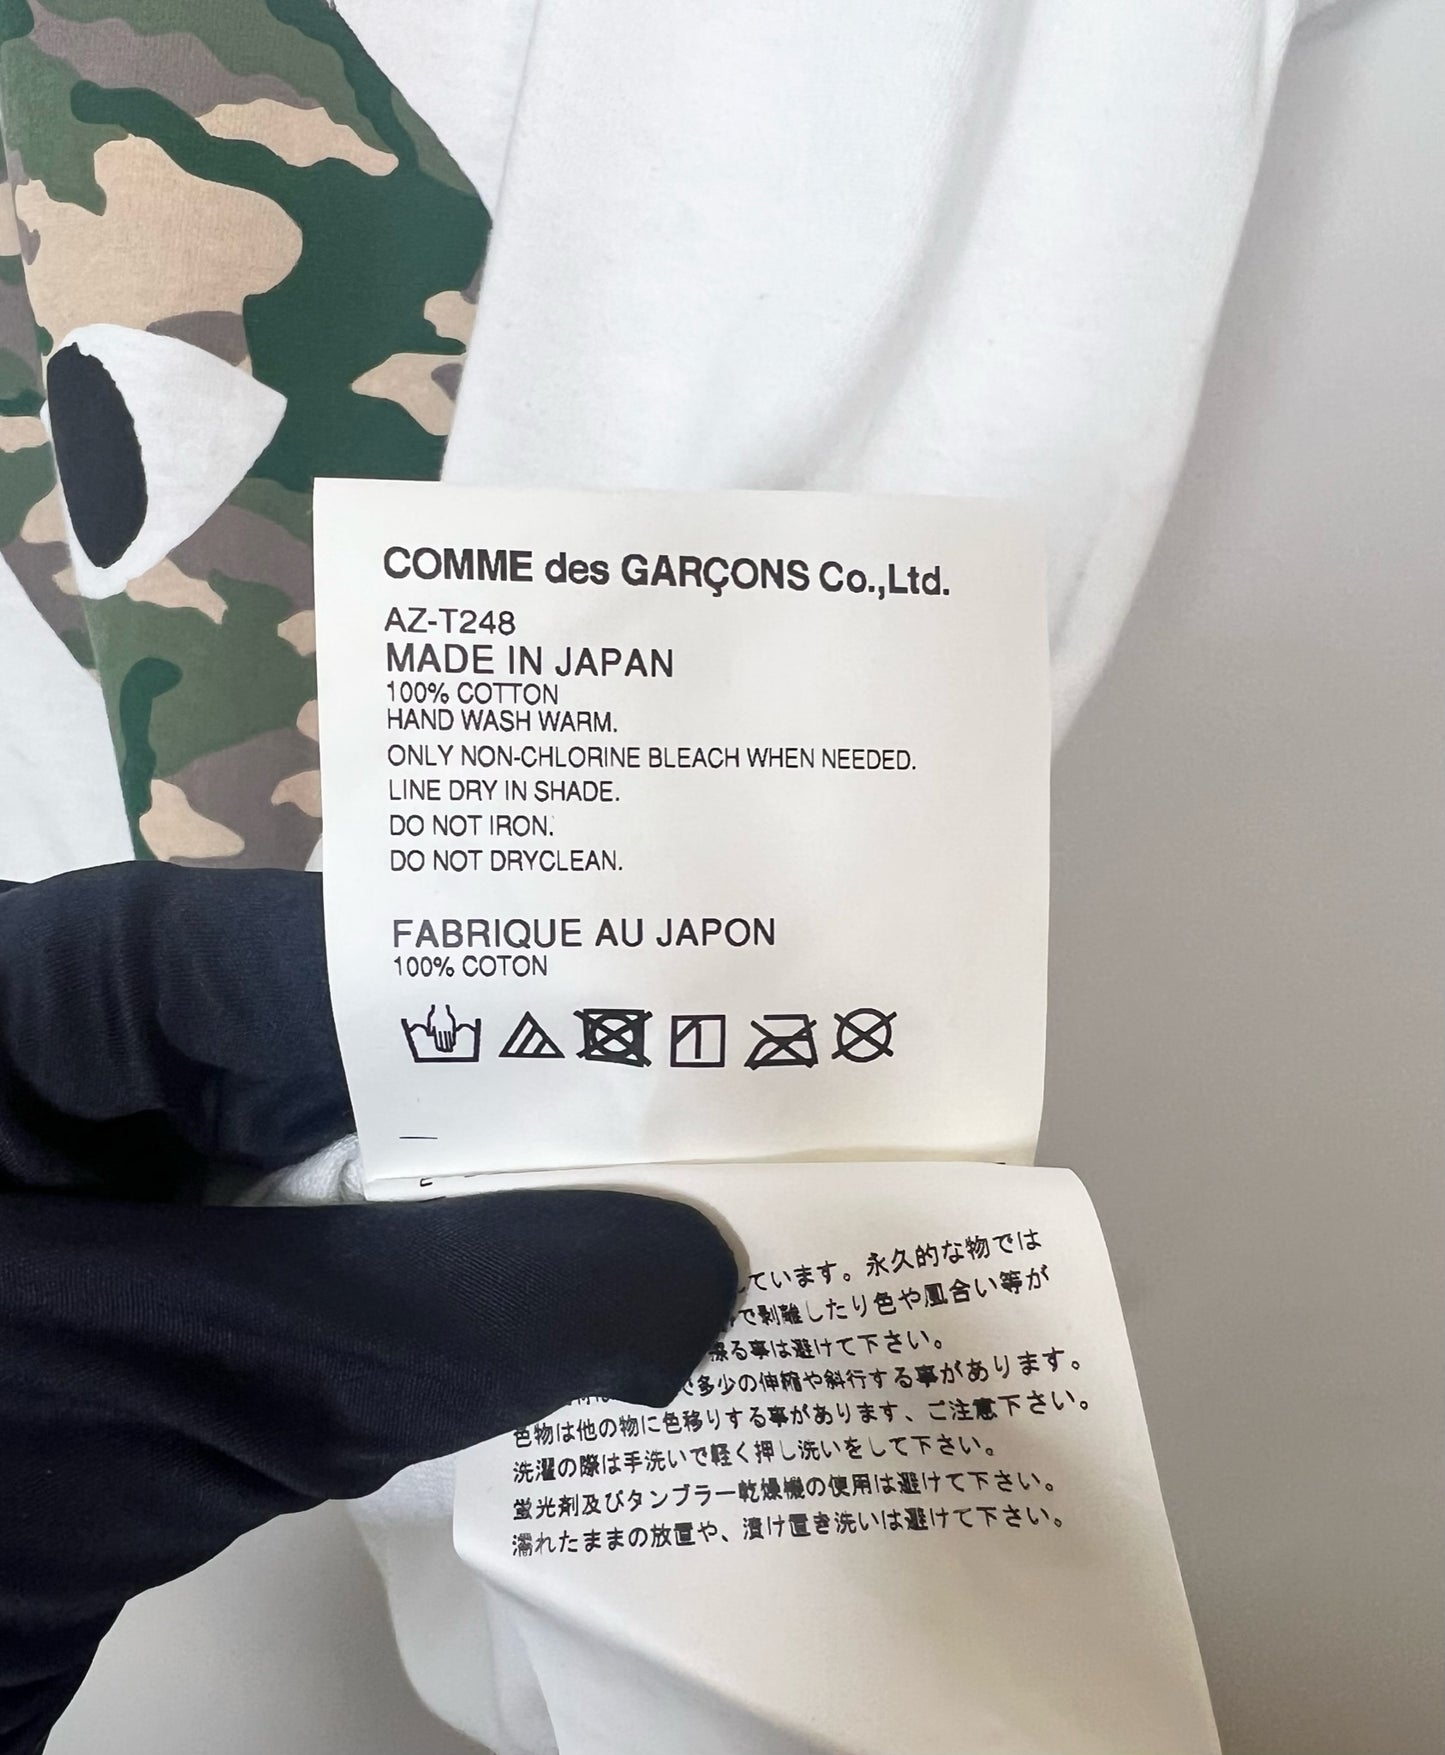 COMME des GARÇONS Co.,Ltd.
AZ-T248
MADE IN JAPAN
100% COTTON
HAND WASH WARM.
ONLY NON-CHLORINE BLEACH WHEN NEEDED.
LINE DRY IN SHADE.
DO NOT IRON.
DO NOT DRYCLEAN.
FABRIQUE AU JAPON
100% COTON
ています。永久的な物では
で剥離したり色や風合い等が
る事は避けて下さい。
多少の伸縮や斜行する事があります。
色物は他の物に色移りする事があります、ご注意下さい。
洗濯の際は手洗いで軽く押し洗いをして下さい。
蛍光剤及びタンブラー乾燥機の使用は避けて下さい。
濡れたままの放置や、漬け置き洗いは避けて下さい。